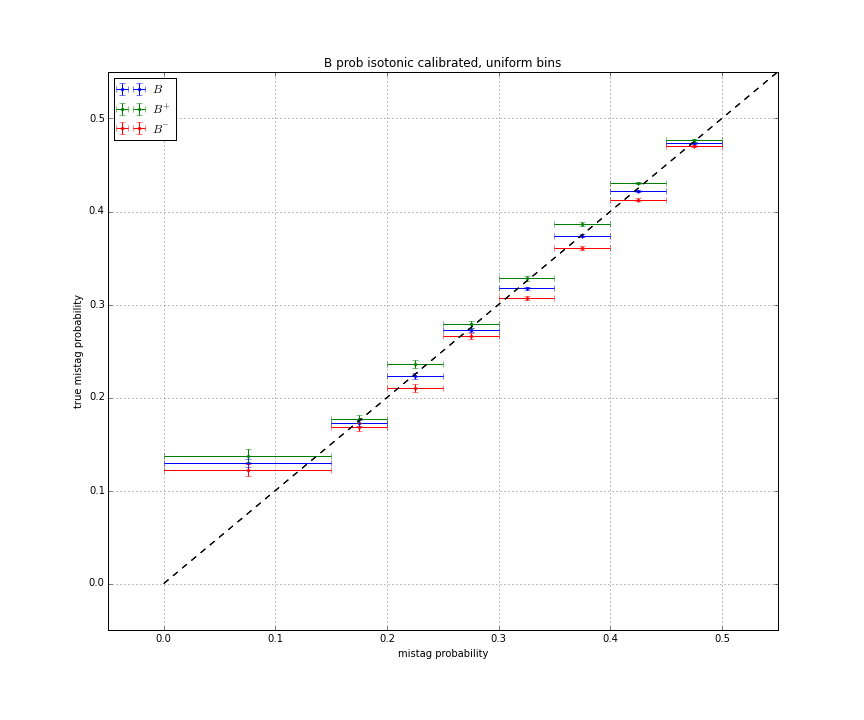 B prob isotonic calibrated, uniform bins
B
B⁺
B⁻
0.5
0.4
0.3
0.2
0.1
0.0
true mistag probability
0.0 0.1 0.2 0.3 0.4 0.5
mistag probability